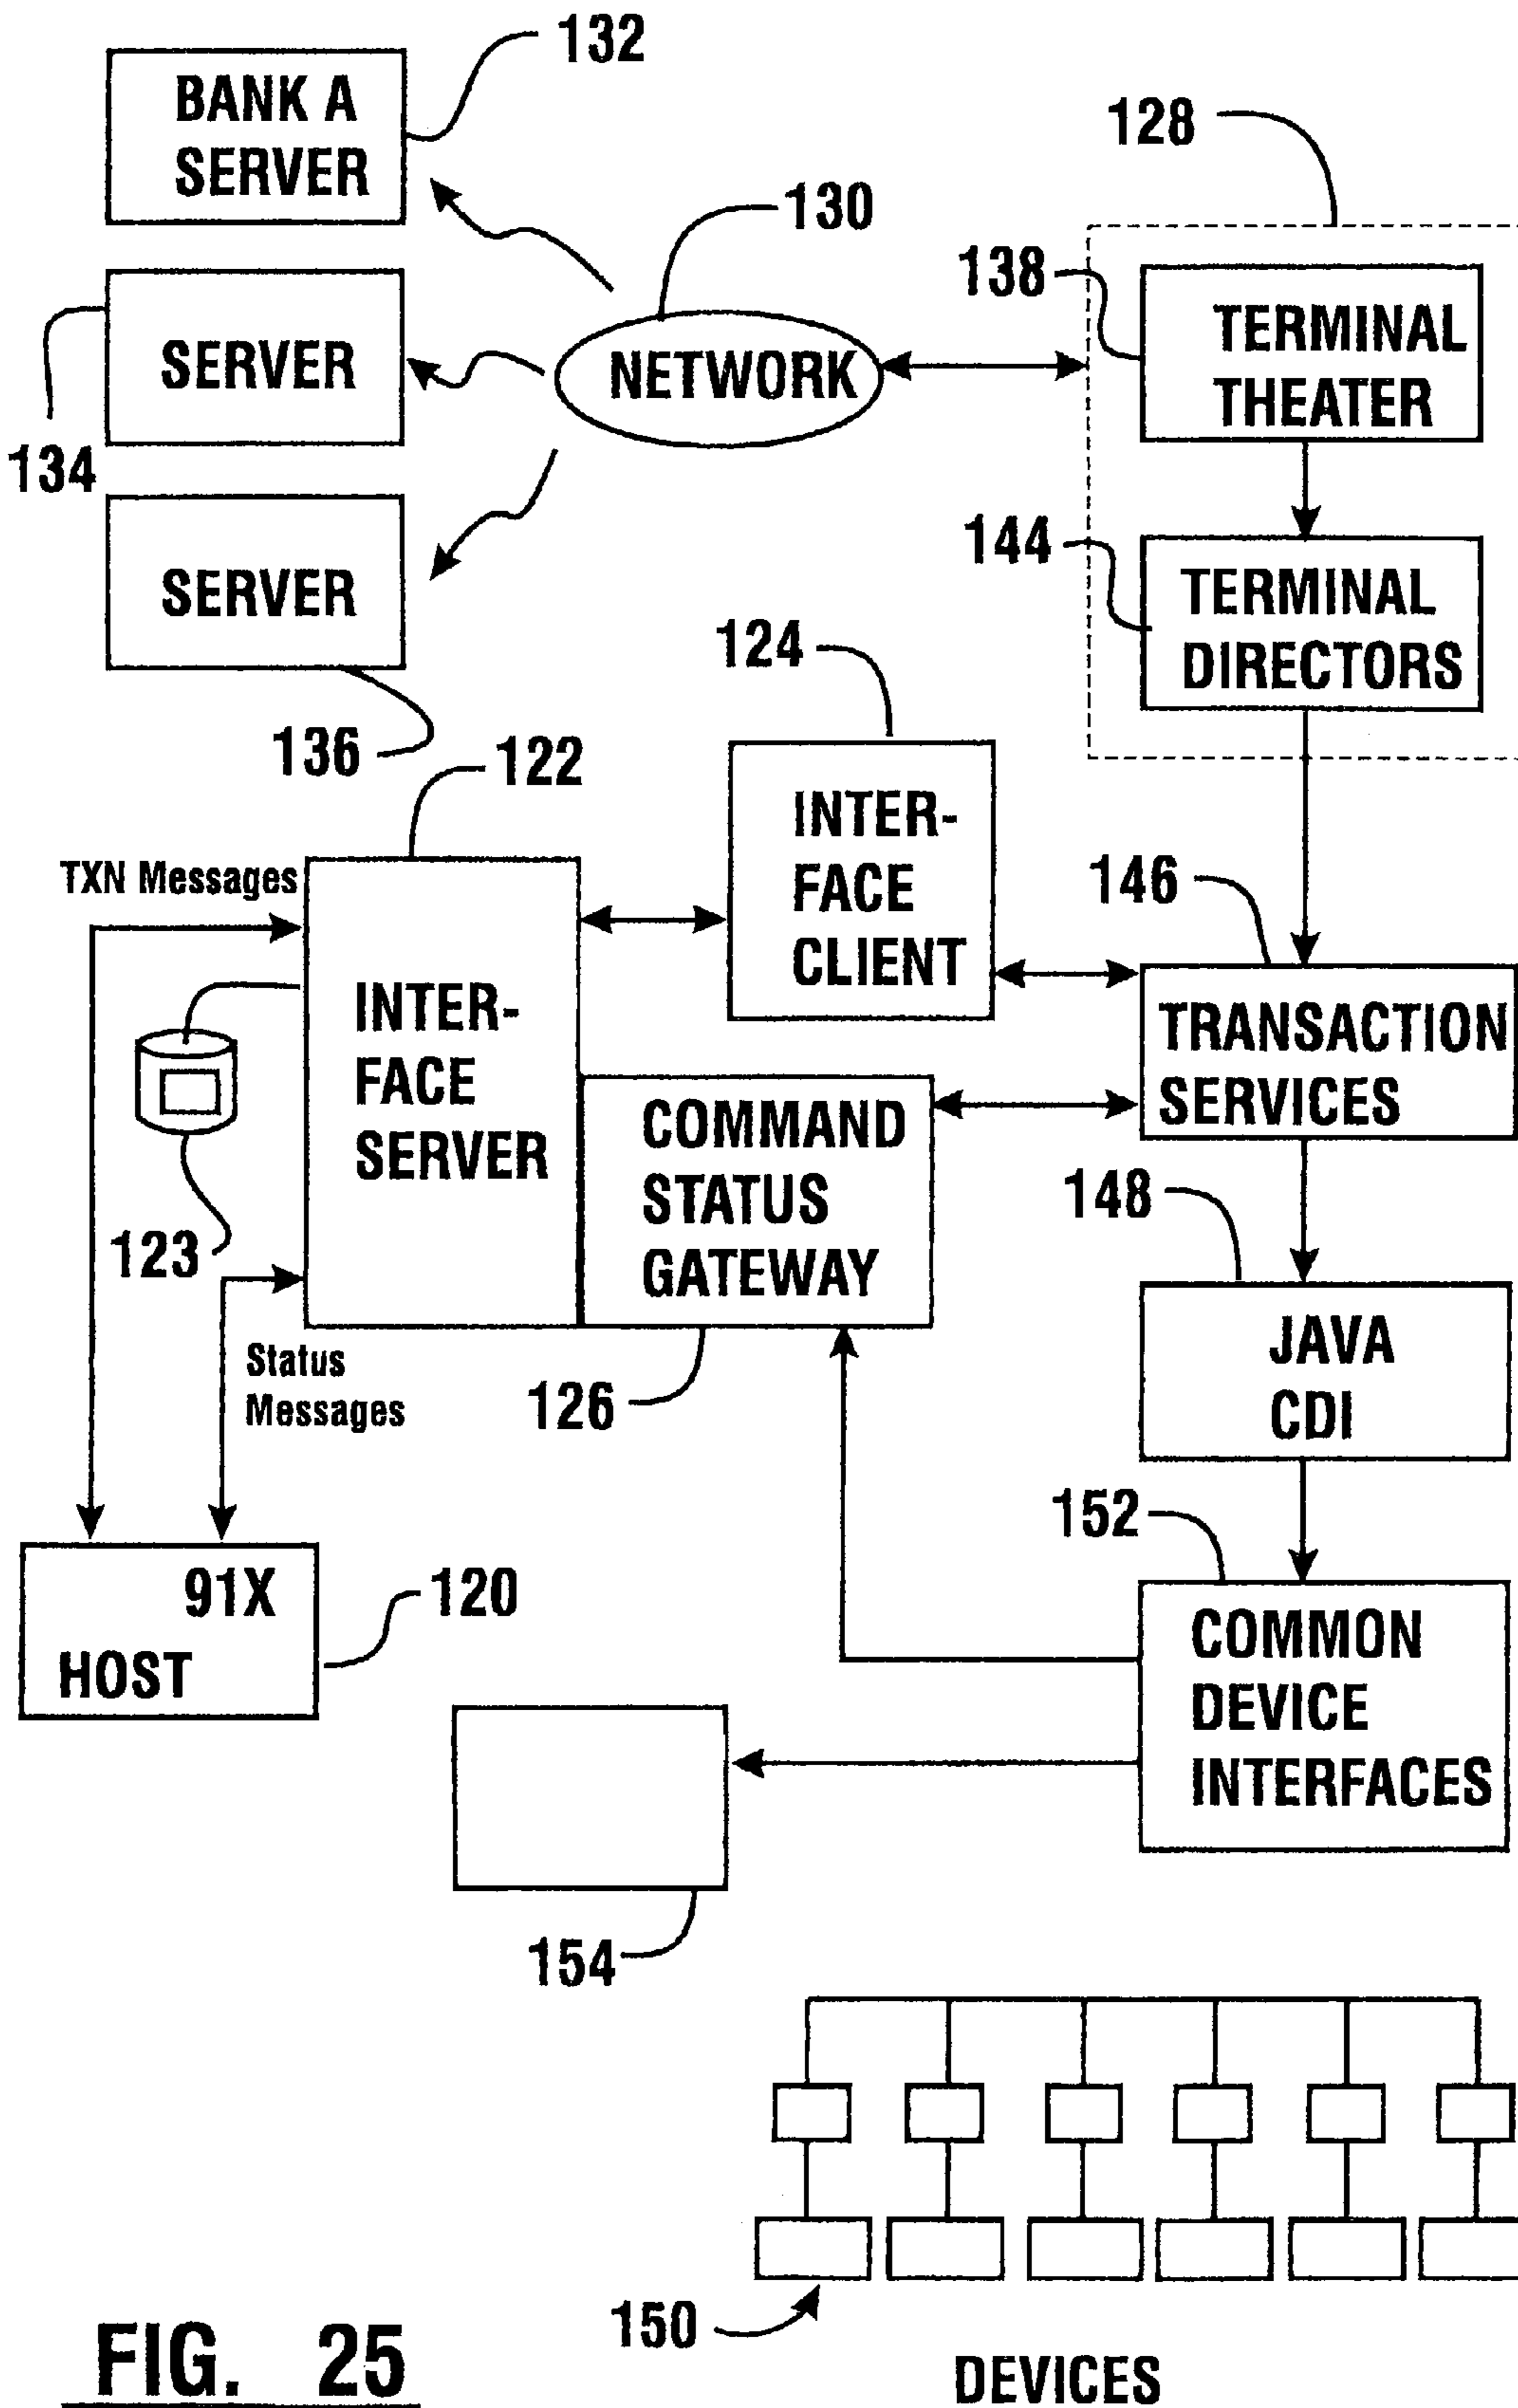 132
BANK A
SERVER
128
130
138
TERMINAL
THEATER
SERVER
NETWORK
134
144
TERMINAL
DIRECTORS
SERVER
124
136
122
INTER-
FACE
CLIENT
TXN Messages
146
INTER-
FACE
SERVER
TRANSACTION
SERVICES
COMMAND
STATUS
GATEWAY
123
148
Status
Messages
126
JAVA
CDI
152
91X
HOST
120
COMMON
DEVICE
INTERFACES
154
150
DEVICES
FIG. 25